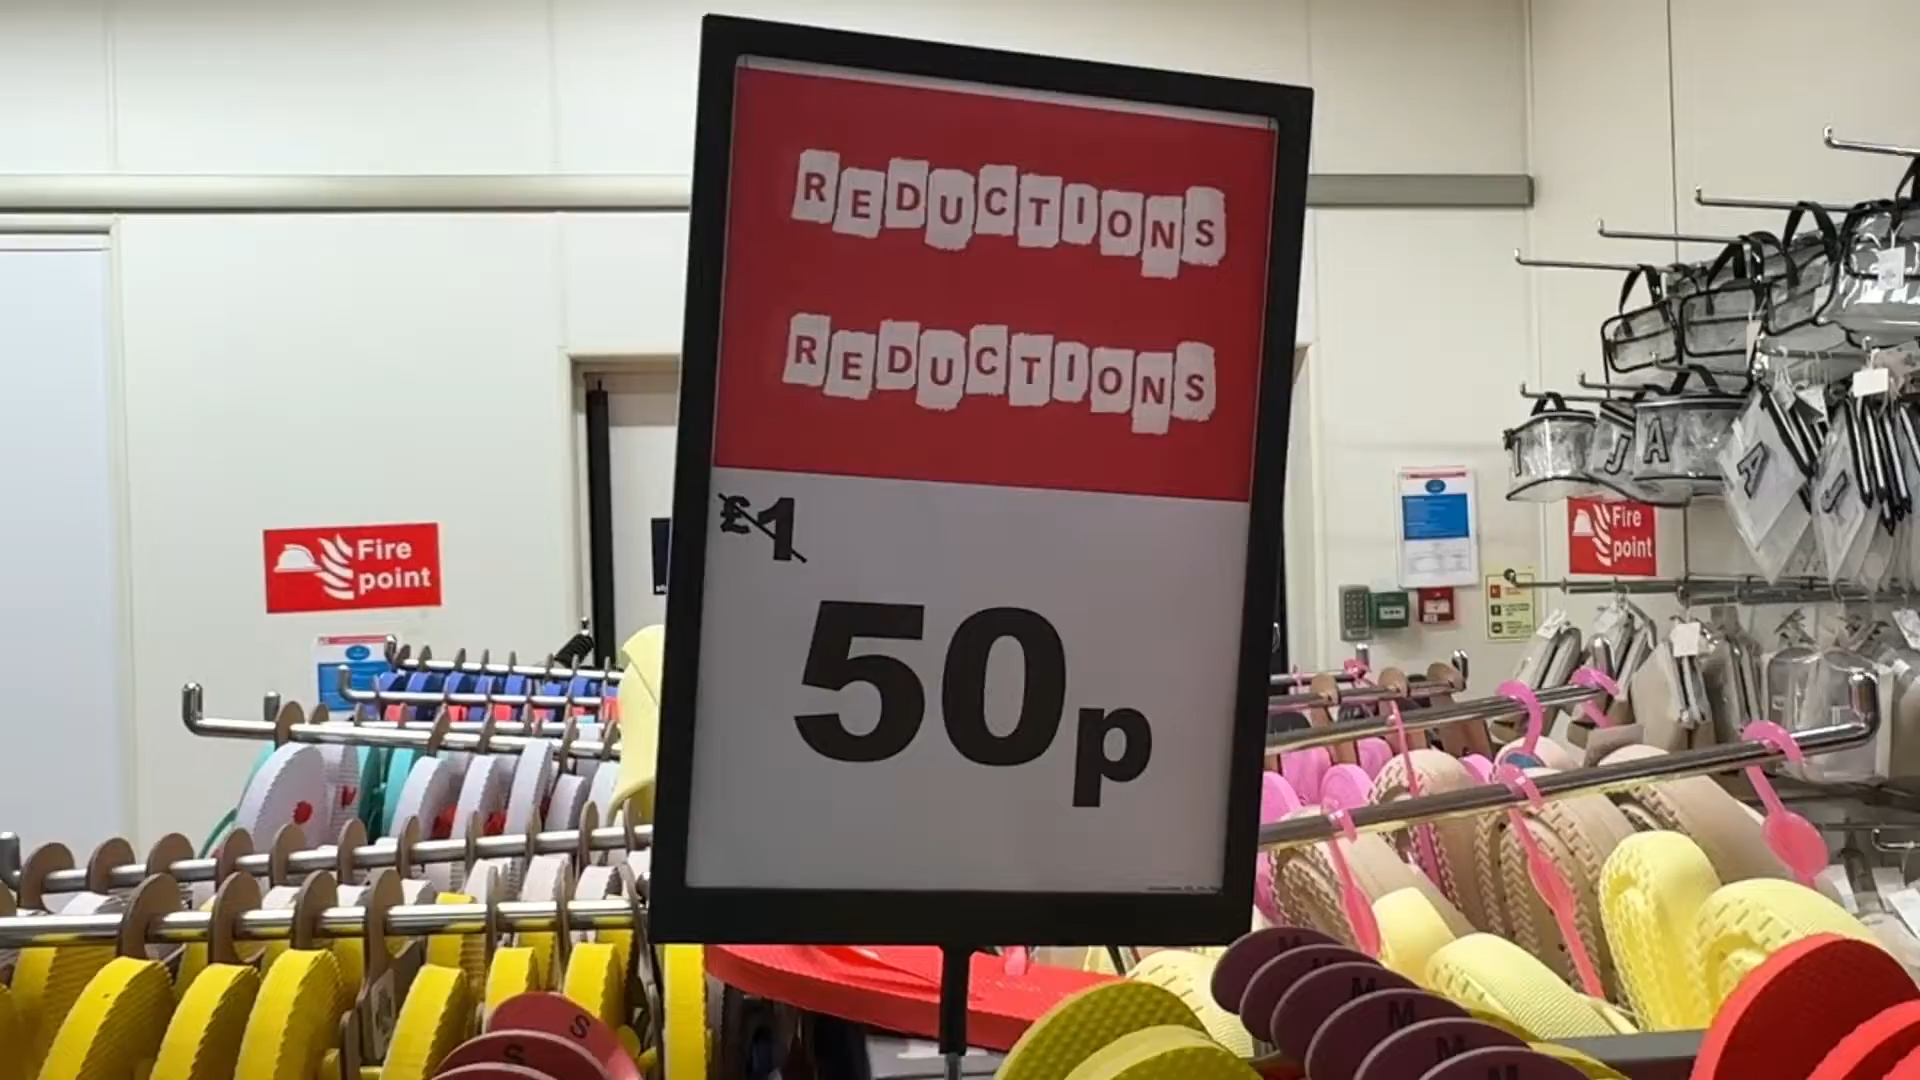 REDUCTIONS
REDUCTIONS
£1
50p
Fire
point
Fire
point
J
A
A
J
S
S
M
M
M
M
M